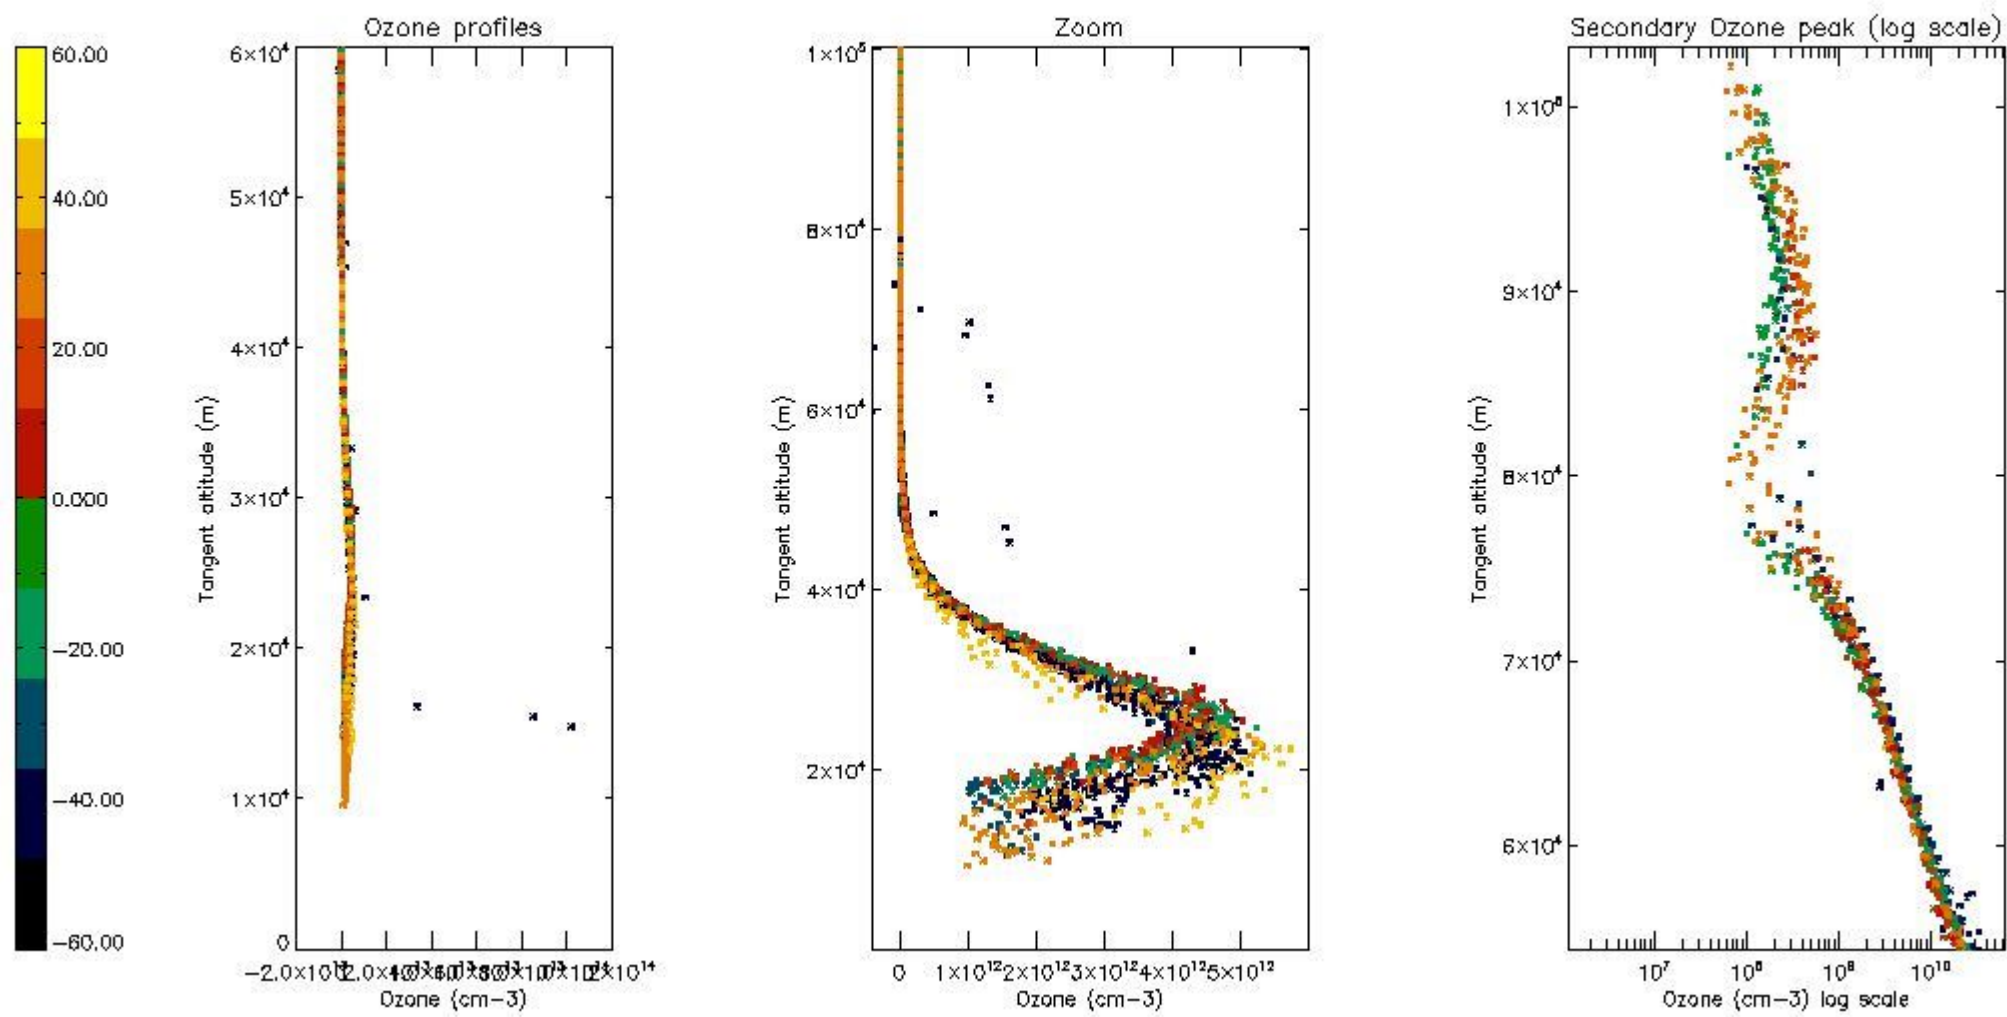 Ozone profiles
Zoom
Secondary Ozone peak (log scale)
60.00
40.00
20.00
0.000
−20.00
−40.00
−60.00
6×10⁴
5×10⁴
4×10⁴
3×10⁴
2×10⁴
1×10⁴
0
Tangent altitude (m)
Ozone (cm−3)
1×10⁵
8×10⁴
6×10⁴
4×10⁴
2×10⁴
Tangent altitude (m)
0 1×10¹² 2×10¹² 3×10¹² 4×10¹² 5×10¹²
Ozone (cm−3)
1×10⁵
9×10⁴
8×10⁴
7×10⁴
6×10⁴
Tangent altitude (m)
10⁷ 10⁸ 10⁹ 10¹⁰
Ozone (cm−3) log scale